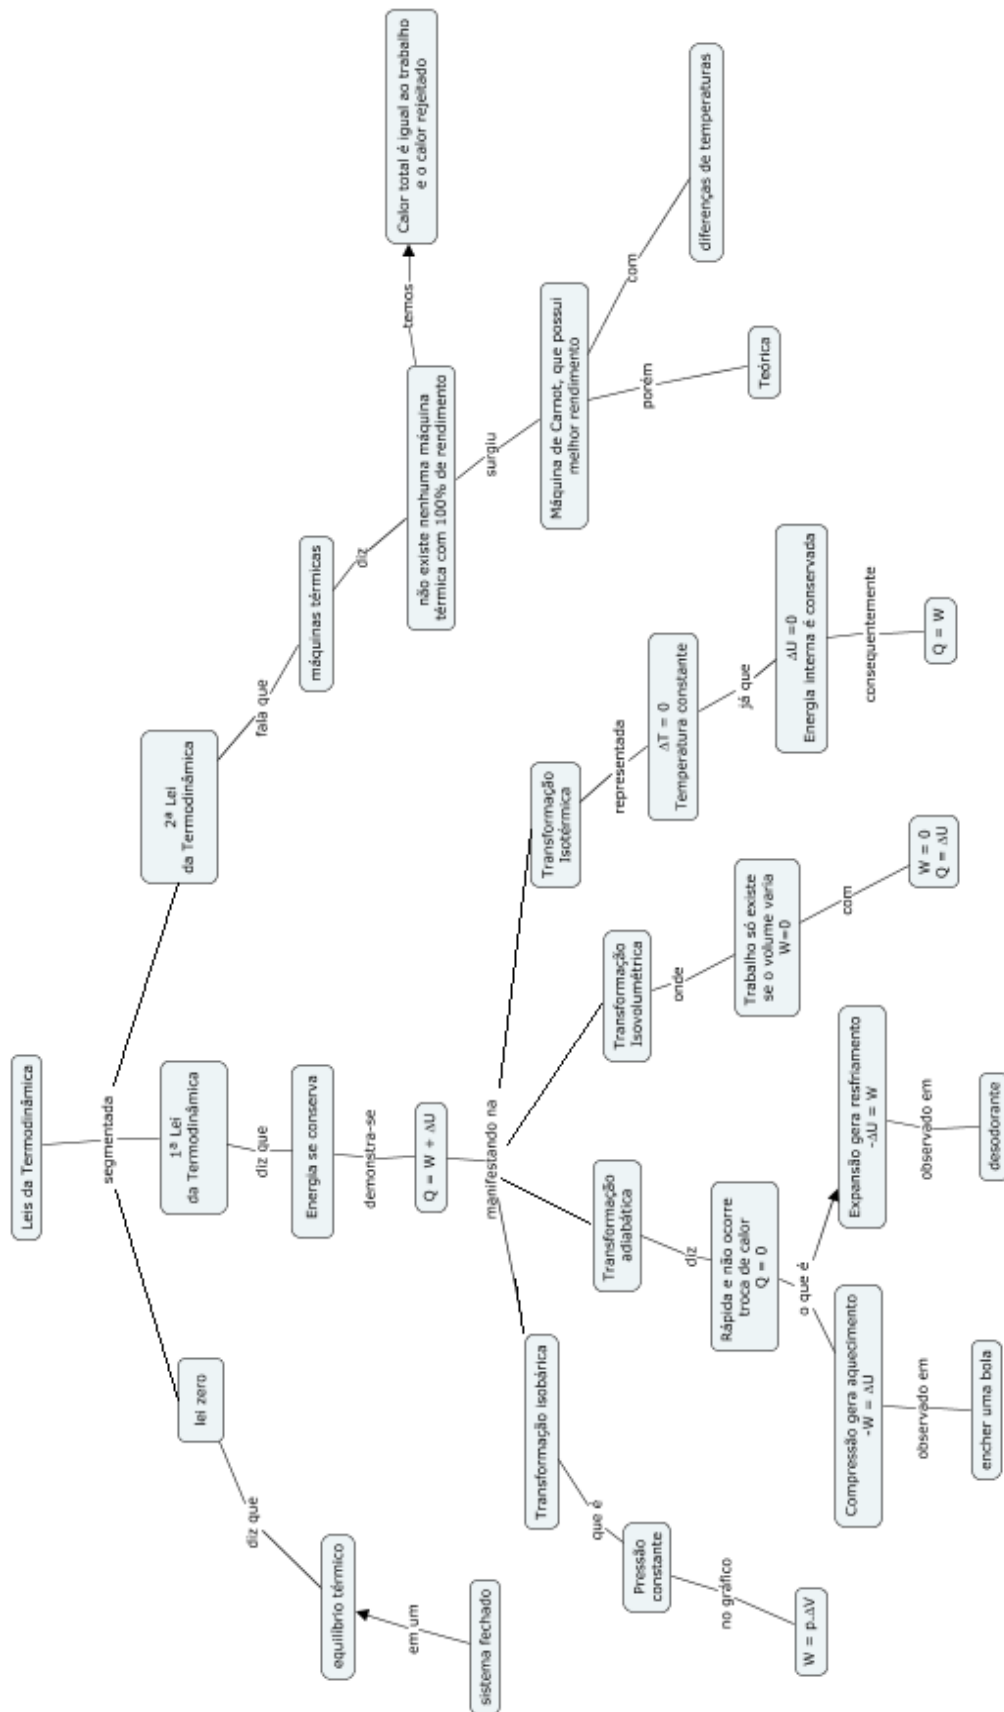 Leis da Termodinâmica
segmentada
lei zero
diz que
equilíbrio térmico
em um
sistema fechado
1ª Lei
da Termodinâmica
diz que
Energia se conserva
demonstra-se
Q = W + ΔU
manifestando na
Transformação isobárica
que é
Pressão
constante
no gráfico
W = p.ΔV
Transformação
adiabática
diz
Rápida e não ocorre
troca de calor
Q = 0
o que é
Compressão gera aquecimento
-W = ΔU
observado em
encher uma bola
Expansão gera resfriamento
-ΔU = W
observado em
desodorante
Transformação
Isovolumétrica
onde
Trabalho só existe
se o volume varia
W=0
com
W = 0
Q = ΔU
Transformação
Isotérmica
representada
ΔT = 0
Temperatura constante
já que
ΔU =0
Energia interna é conservada
consequentemente
Q = W
2ª Lei
da Termodinâmica
fala que
máquinas térmicas
diz
não existe nenhuma máquina
térmica com 100% de rendimento
temos
Calor total é igual ao trabalho
e o calor rejeitado
surgiu
Máquina de Carnot, que possui
melhor rendimento
porém
Teórica
com
diferenças de temperaturas